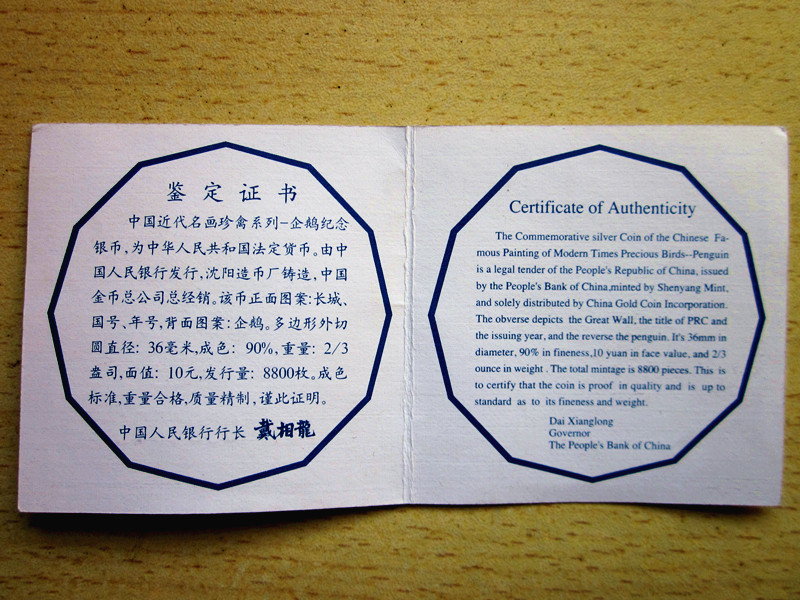 鉴定证书
中国近代名画珍禽系列-企鹅纪念
银币，为中华人民共和国法定货币。由中
国人民银行发行，沈阳造币厂铸造，中国
金币总公司总经销。该币正面图案：长城、
国号、年号，背面图案：企鹅。多边形外切
圆直径：36毫米，成色：90%，重量：2/3
盎司，面值：10元，发行量：8800枚。成色
标准，重量合格，质量精制，谨此证明。
中国人民银行行长 戴相龍
Certificate of Authenticity
The Commemorative silver Coin of the Chinese Fa-
mous Painting of Modern Times Precious Birds--Penguin
is a legal tender of the People's Republic of China, issued
by the People's Bank of China,minted by Shenyang Mint,
and solely distributed by China Gold Coin Incorporation.
The obverse depicts the Great Wall, the title of PRC and
the issuing year, and the reverse the penguin. It's 36mm in
diameter, 90% in fineness,10 yuan in face value, and 2/3
ounce in weight . The total mintage is 8800 pieces. This is
to certify that the coin is proof in quality and is up to
standard as to its fineness and weight.
Dai Xianglong
Governor
The People's Bank of China